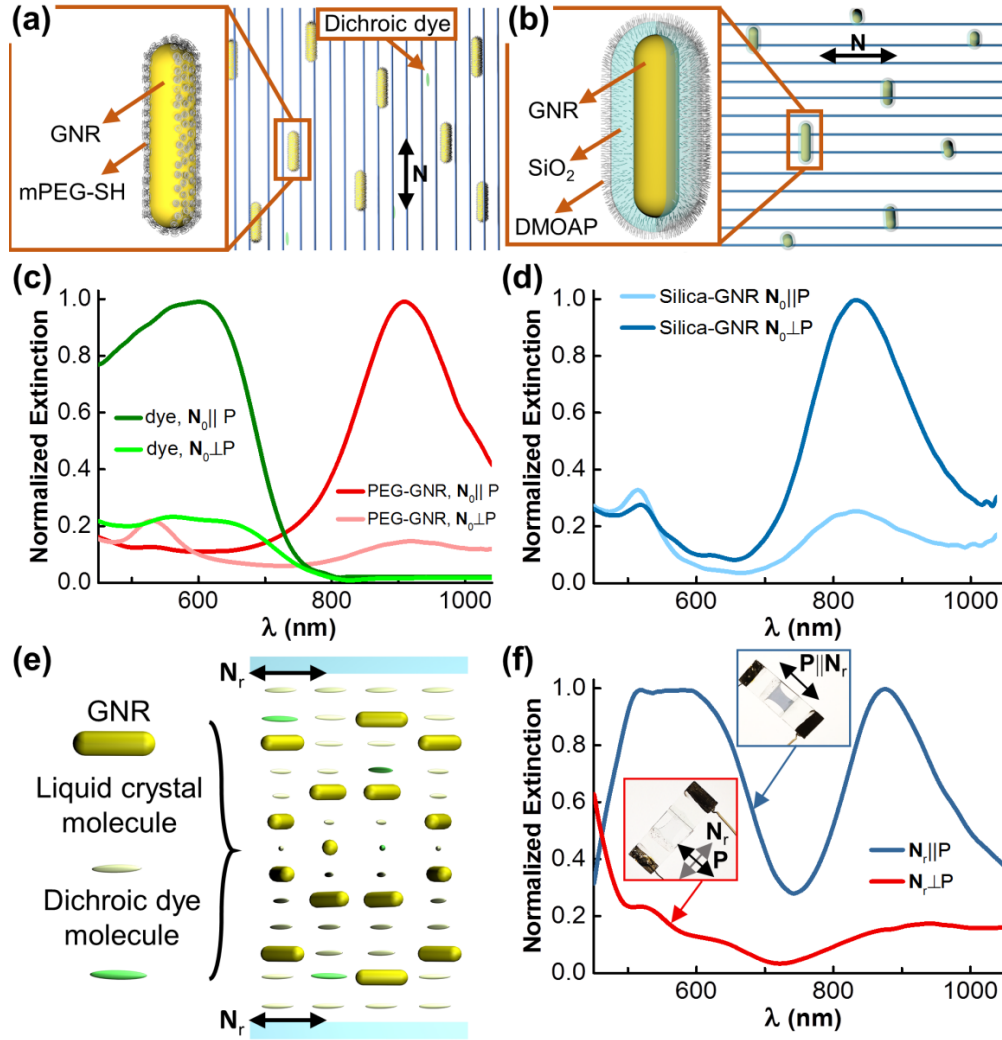 (a)
GNR
mPEG-SH
Dichroic dye
N
(b)
GNR
SiO₂
DMOAP
N
(c)
Normalized Extinction
1.0
0.8
0.6
0.4
0.2
0.0
600
800
1000
λ (nm)
dye, N₀|| P
dye, N₀⊥P
PEG-GNR, N₀|| P
PEG-GNR, N₀⊥P
(d)
Normalized Extinction
1.0
0.8
0.6
0.4
0.2
0.0
600
800
1000
λ (nm)
Silica-GNR N₀||P
Silica-GNR N₀⊥P
(e)
Nᵣ
GNR
Liquid crystal
molecule
Dichroic dye
molecule
Nᵣ
(f)
Normalized Extinction
1.0
0.8
0.6
0.4
0.2
0.0
600
800
1000
λ (nm)
P||Nᵣ
Nᵣ
P
Nᵣ||P
Nᵣ⊥P